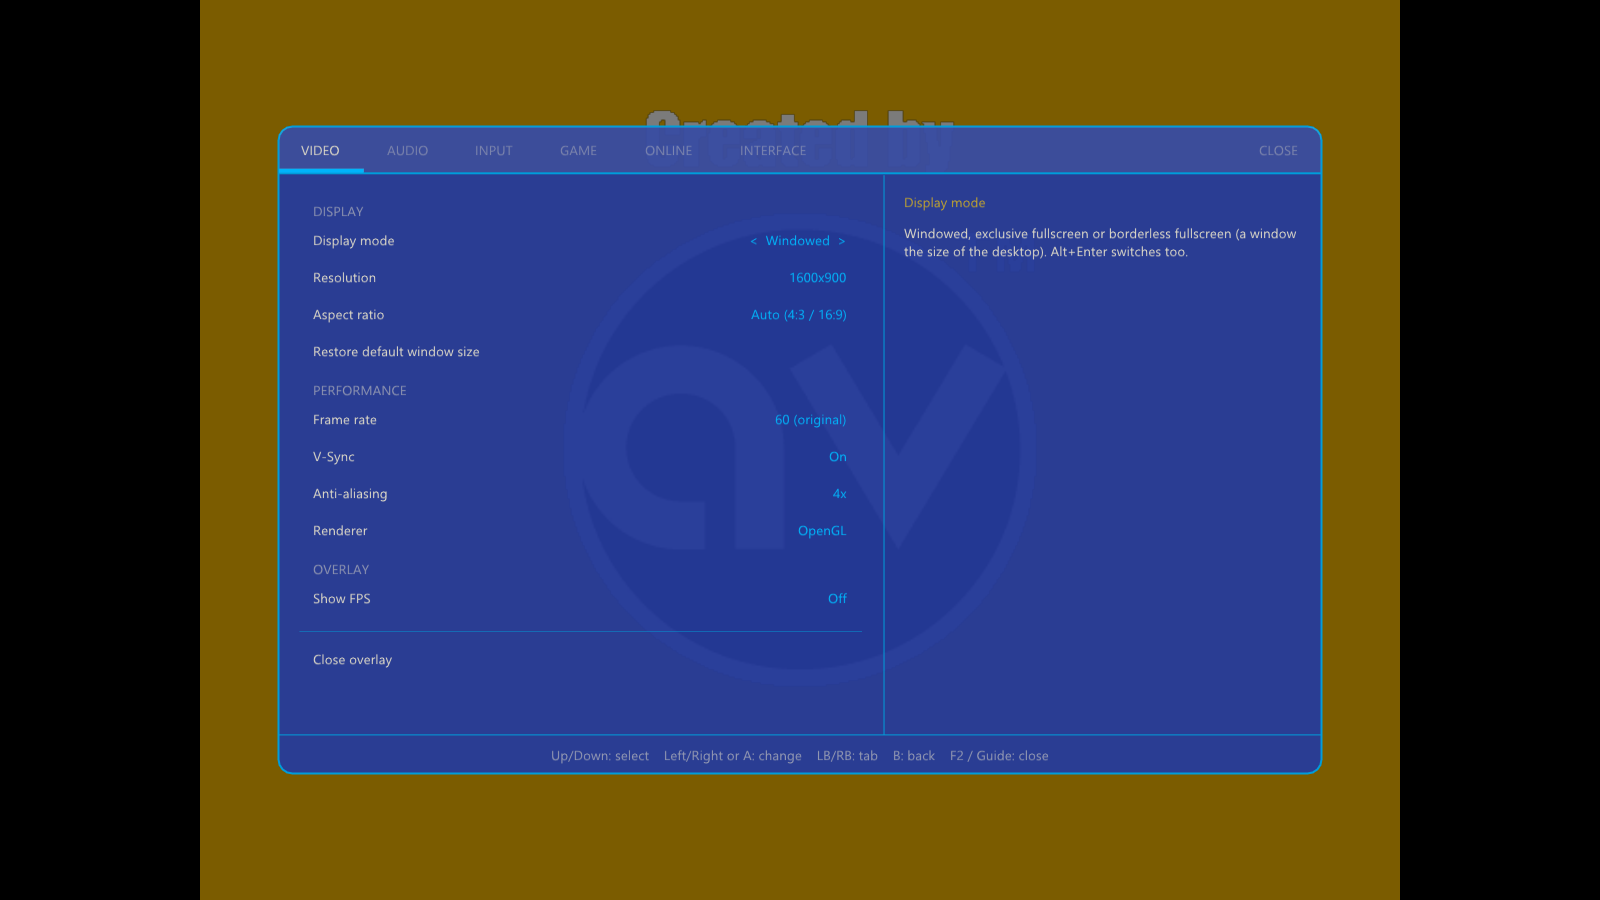 Created by
VIDEO AUDIO INPUT GAME ONLINE INTERFACE CLOSE
DISPLAY
Display mode < Windowed >
Resolution 1600x900
Aspect ratio Auto (4:3 / 16:9)
Restore default window size
PERFORMANCE
Frame rate 60 (original)
V-Sync On
Anti-aliasing 4x
Renderer OpenGL
OVERLAY
Show FPS Off
Close overlay
Display mode
Windowed, exclusive fullscreen or borderless fullscreen (a window
the size of the desktop). Alt+Enter switches too.
av
Up/Down: select Left/Right or A: change LB/RB: tab B: back F2 / Guide: close